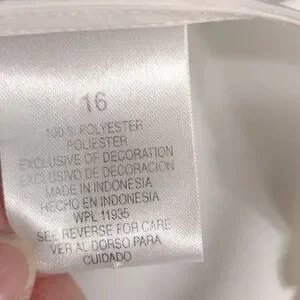 16
100% POLYESTER
POLIESTER
EXCLUSIVE OF DECORATION
EXCLUSIVO DE DECORACION
MADE IN INDONESIA
HECHO EN INDONESIA
WPL 11935
SEE REVERSE FOR CARE
VER AL DORSO PARA
CUIDADO